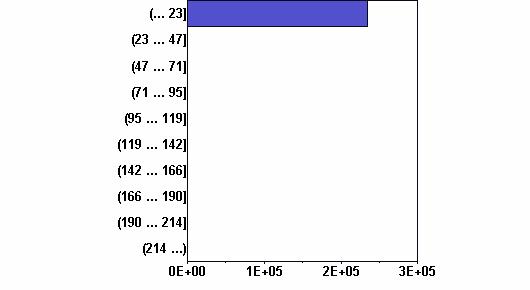 (... 23]
(23 ... 47]
(47 ... 71]
(71 ... 95]
(95 ... 119]
(119 ... 142]
(142 ... 166]
(166 ... 190]
(190 ... 214]
(214 ...)
0E+00 1E+05 2E+05 3E+05